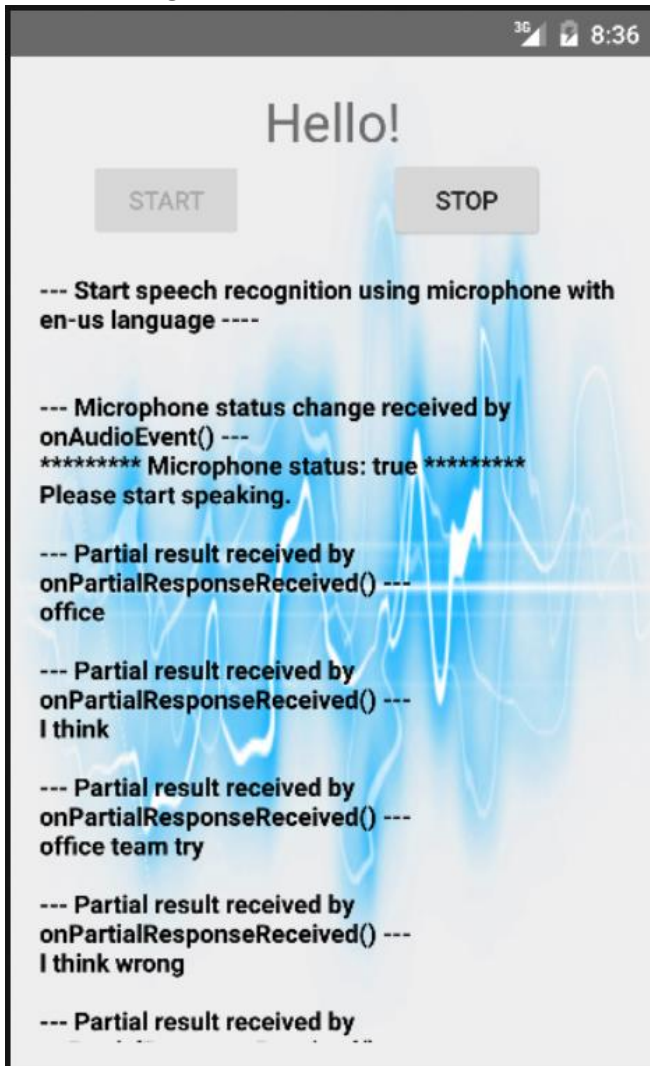 3G 8:36
Hello!
START STOP
--- Start speech recognition using microphone with
en-us language ----
--- Microphone status change received by
onAudioEvent() ---
********* Microphone status: true *********
Please start speaking.
--- Partial result received by
onPartialResponseReceived() ---
office
--- Partial result received by
onPartialResponseReceived() ---
I think
--- Partial result received by
onPartialResponseReceived() ---
office team try
--- Partial result received by
onPartialResponseReceived() ---
I think wrong
--- Partial result received by